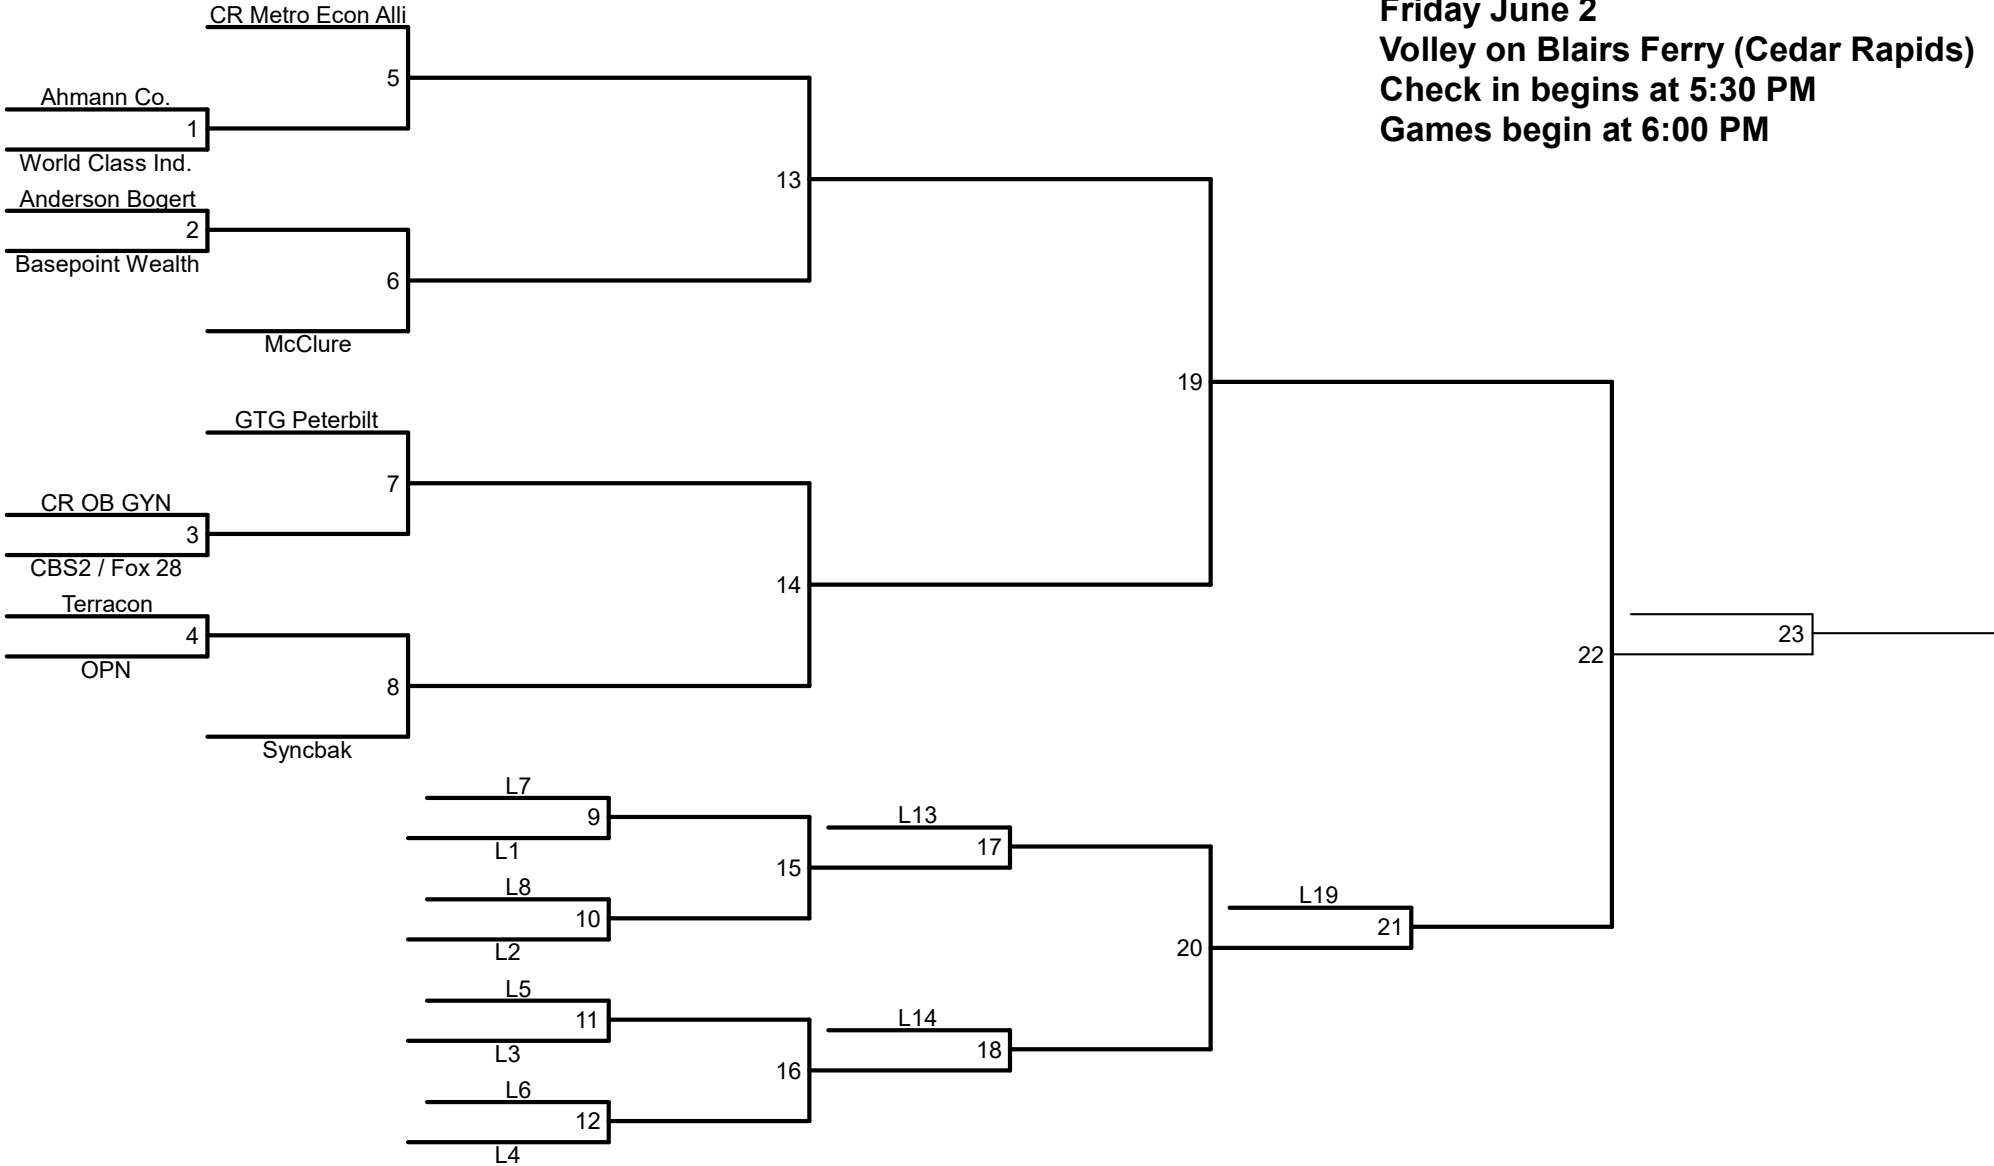 CR Metro Econ Alli
Friday June 2
Volley on Blairs Ferry (Cedar Rapids)
Check in begins at 5:30 PM
Games begin at 6:00 PM
5
Ahmann Co.
1
World Class Ind.
13
Anderson Bogert
2
Basepoint Wealth
6
McClure
19
GTG Peterbilt
7
CR OB GYN
3
CBS2 / Fox 28
14
Terracon
4
OPN
8
Syncbak
22
23
L7
9
L1
L13
17
15
L8
10
L2
L19
21
20
L5
11
L3
L14
18
16
L6
12
L4